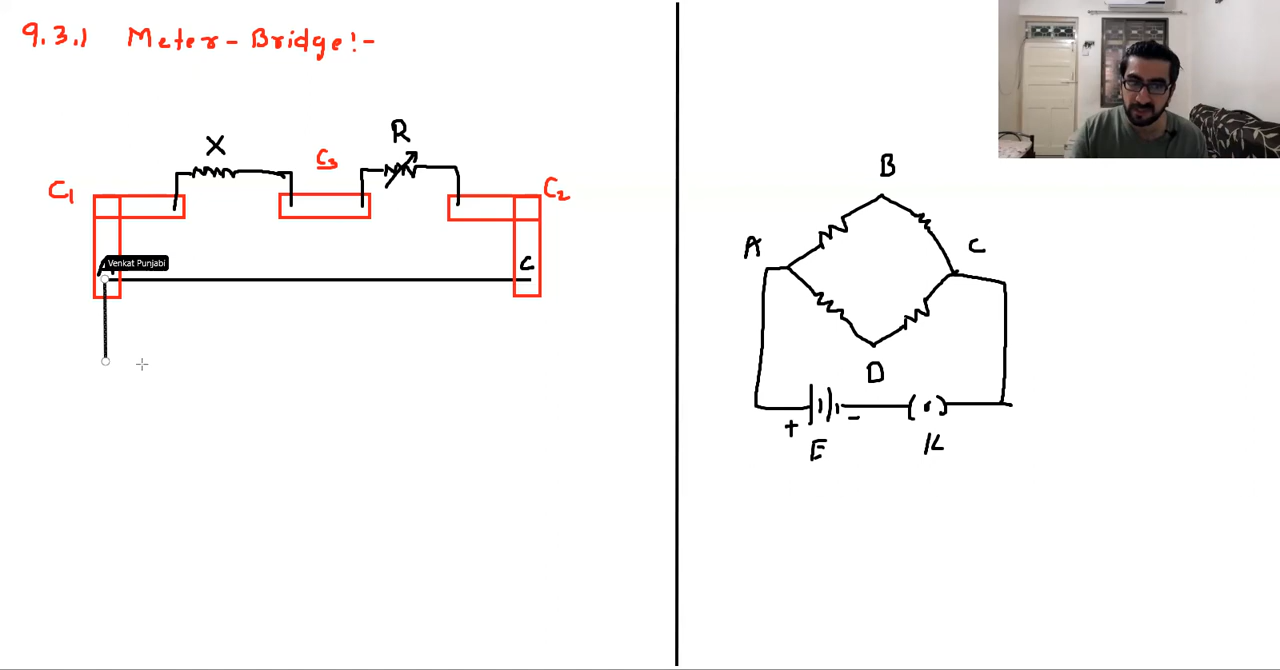 9.3.1 Meter-Bridge:-
X
R
C3
C1
C2
Venkat Punjabi
C
B
A
C
D
+
-
E
K